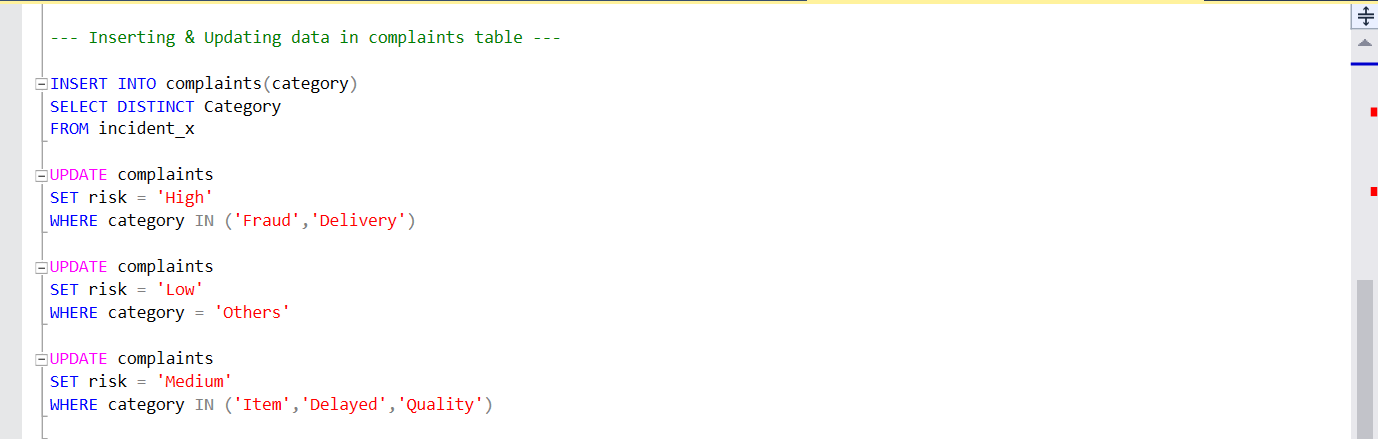 --- Inserting & Updating data in complaints table ---
INSERT INTO complaints(category)
SELECT DISTINCT Category
FROM incident_x
UPDATE complaints
SET risk = 'High'
WHERE category IN ('Fraud','Delivery')
UPDATE complaints
SET risk = 'Low'
WHERE category = 'Others'
UPDATE complaints
SET risk = 'Medium'
WHERE category IN ('Item','Delayed','Quality')